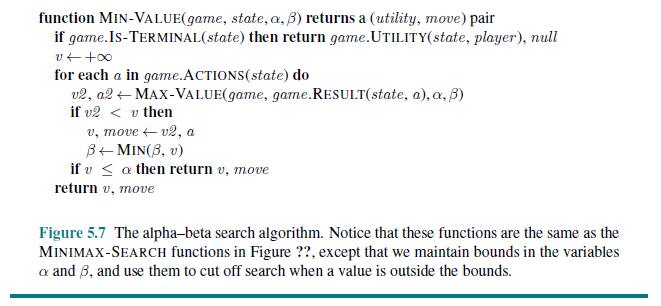 function MIN-VALUE(game, state, α, β) returns a (utility, move) pair
if game.IS-TERMINAL(state) then return game.UTILITY(state, player), null
v ← +∞
for each a in game.ACTIONS(state) do
v2, a2 ← MAX-VALUE(game, game.RESULT(state, a), α, β)
if v2 < v then
v, move ← v2, a
β ← MIN(β, v)
if v ≤ α then return v, move
return v, move
Figure 5.7 The alpha–beta search algorithm. Notice that these functions are the same as the
MINIMAX-SEARCH functions in Figure ??, except that we maintain bounds in the variables
α and β, and use them to cut off search when a value is outside the bounds.